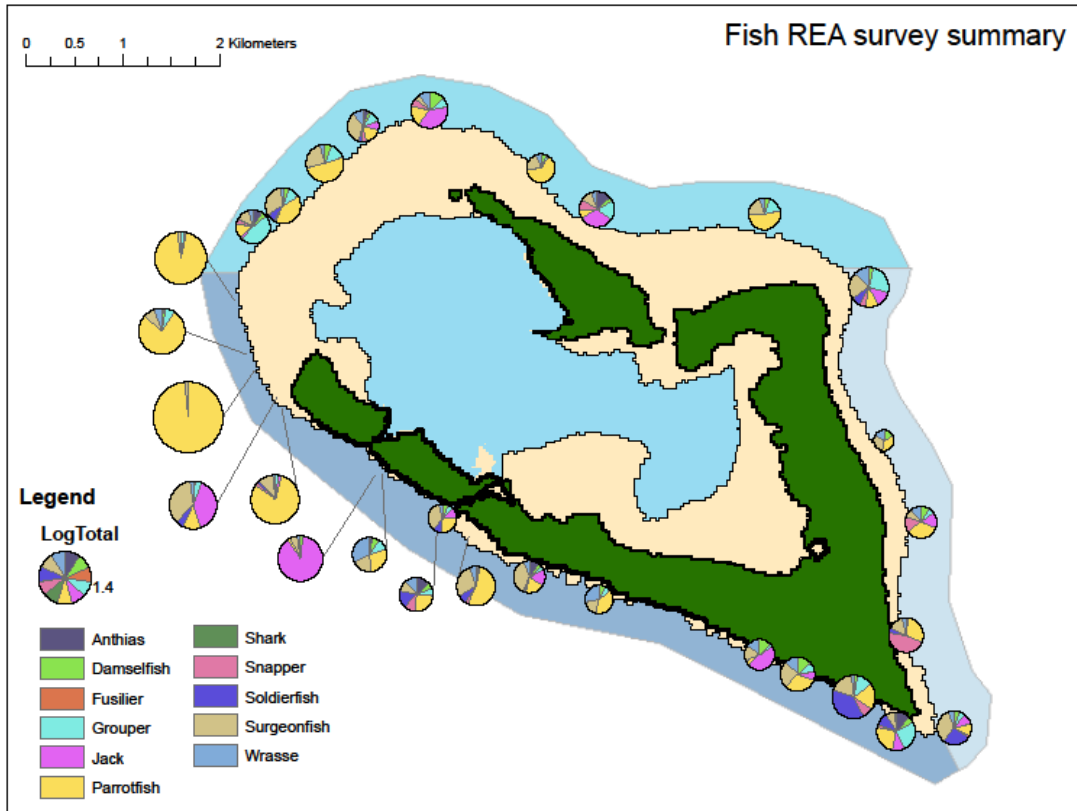 Fish REA survey summary
0 0.5 1 2 Kilometers
Legend
LogTotal
1.4
Anthias
Damselfish
Fusilier
Grouper
Jack
Parrotfish
Shark
Snapper
Soldierfish
Surgeonfish
Wrasse